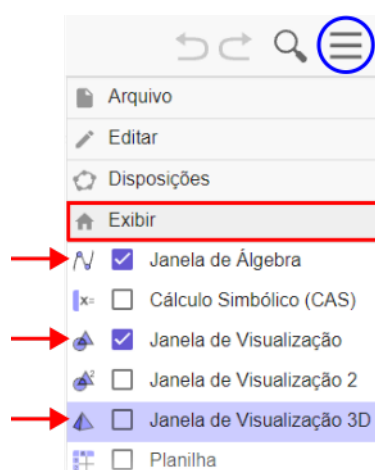 Arquivo
Editar
Disposições
Exibir
Janela de Álgebra
x= Cálculo Simbólico (CAS)
Janela de Visualização
2 Janela de Visualização 2
Janela de Visualização 3D
Planilha